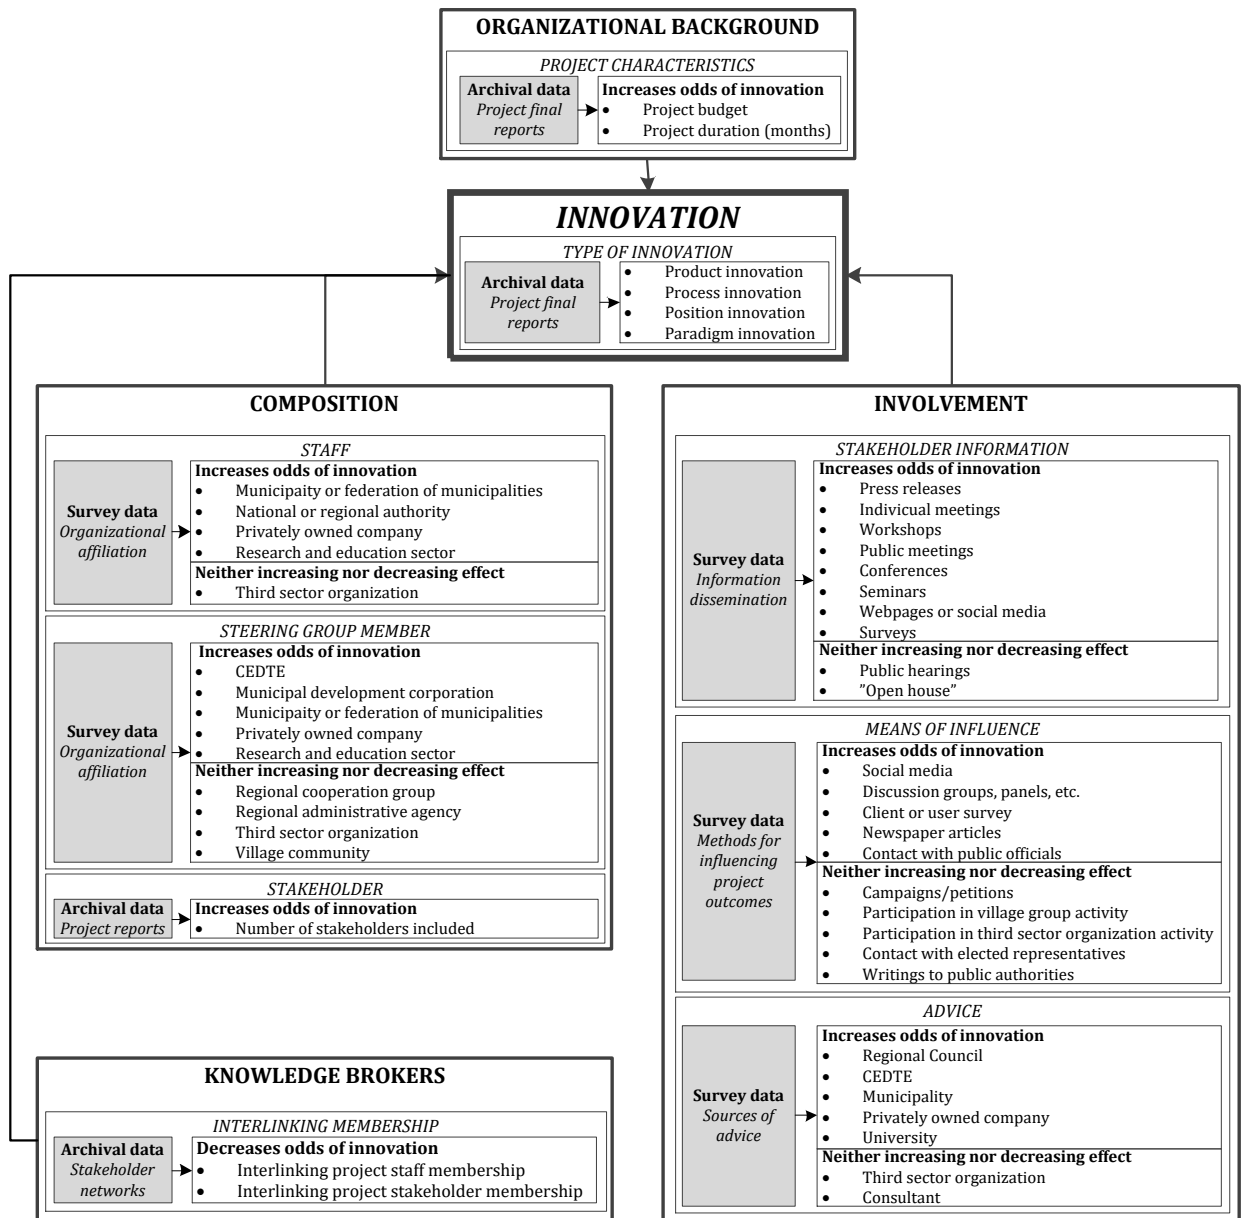 ORGANIZATIONAL BACKGROUND
PROJECT CHARACTERISTICS
Archival data
Project final
reports
Increases odds of innovation
• Project budget
• Project duration (months)
INNOVATION
TYPE OF INNOVATION
Archival data
Project final
reports
• Product innovation
• Process innovation
• Position innovation
• Paradigm innovation
COMPOSITION
STAFF
Survey data
Organizational
affiliation
Increases odds of innovation
• Municipaity or federation of municipalities
• National or regional authority
• Privately owned company
• Research and education sector
Neither increasing nor decreasing effect
• Third sector organization
STEERING GROUP MEMBER
Survey data
Organizational
affiliation
Increases odds of innovation
• CEDTE
• Municipal development corporation
• Municipaity or federation of municipalities
• Privately owned company
• Research and education sector
Neither increasing nor decreasing effect
• Regional cooperation group
• Regional administrative agency
• Third sector organization
• Village community
STAKEHOLDER
Archival data
Project reports
Increases odds of innovation
• Number of stakeholders included
KNOWLEDGE BROKERS
INTERLINKING MEMBERSHIP
Archival data
Stakeholder
networks
Decreases odds of innovation
• Interlinking project staff membership
• Interlinking project stakeholder membership
INVOLVEMENT
STAKEHOLDER INFORMATION
Survey data
Information
dissemination
Increases odds of innovation
• Press releases
• Indivicual meetings
• Workshops
• Public meetings
• Conferences
• Seminars
• Webpages or social media
• Surveys
Neither increasing nor decreasing effect
• Public hearings
• ”Open house”
MEANS OF INFLUENCE
Survey data
Methods for
influencing
project
outcomes
Increases odds of innovation
• Social media
• Discussion groups, panels, etc.
• Client or user survey
• Newspaper articles
• Contact with public officials
Neither increasing nor decreasing effect
• Campaigns/petitions
• Participation in village group activity
• Participation in third sector organization activity
• Contact with elected representatives
• Writings to public authorities
ADVICE
Survey data
Sources of
advice
Increases odds of innovation
• Regional Council
• CEDTE
• Municipality
• Privately owned company
• University
Neither increasing nor decreasing effect
• Third sector organization
• Consultant